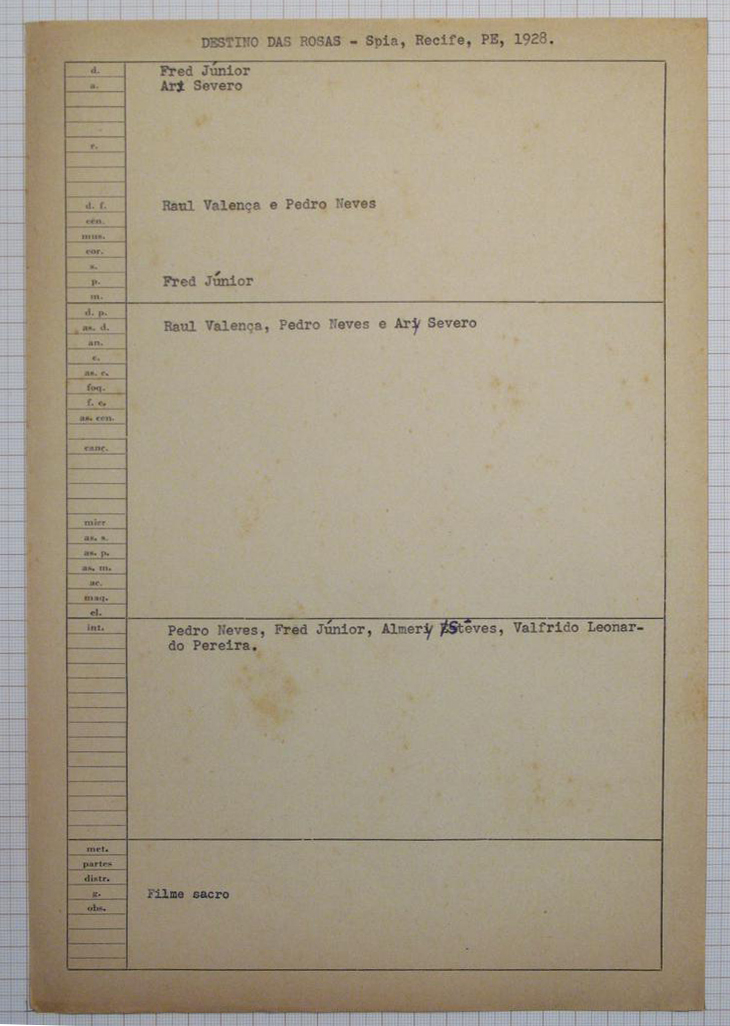 DESTINO DAS ROSAS - Spia, Recife, PE, 1928.
d. Fred Júnior
a. Ary Severo
r.
d. f. Raul Valença e Pedro Neves
cén.
mus.
cor.
s.
p. Fred Júnior
m.
d. p.
as. d. Raul Valença, Pedro Neves e Ary Severo
an.
c.
as. c.
foq.
f. c.
as. cen.
canç.
micr
as. s.
as. p.
as. m.
ac.
maq.
el.
int. Pedro Neves, Fred Júnior, Almery Stêves, Valfrido Leonar-
do Pereira.
met.
partes
distr.
g. Filme sacro
obs.